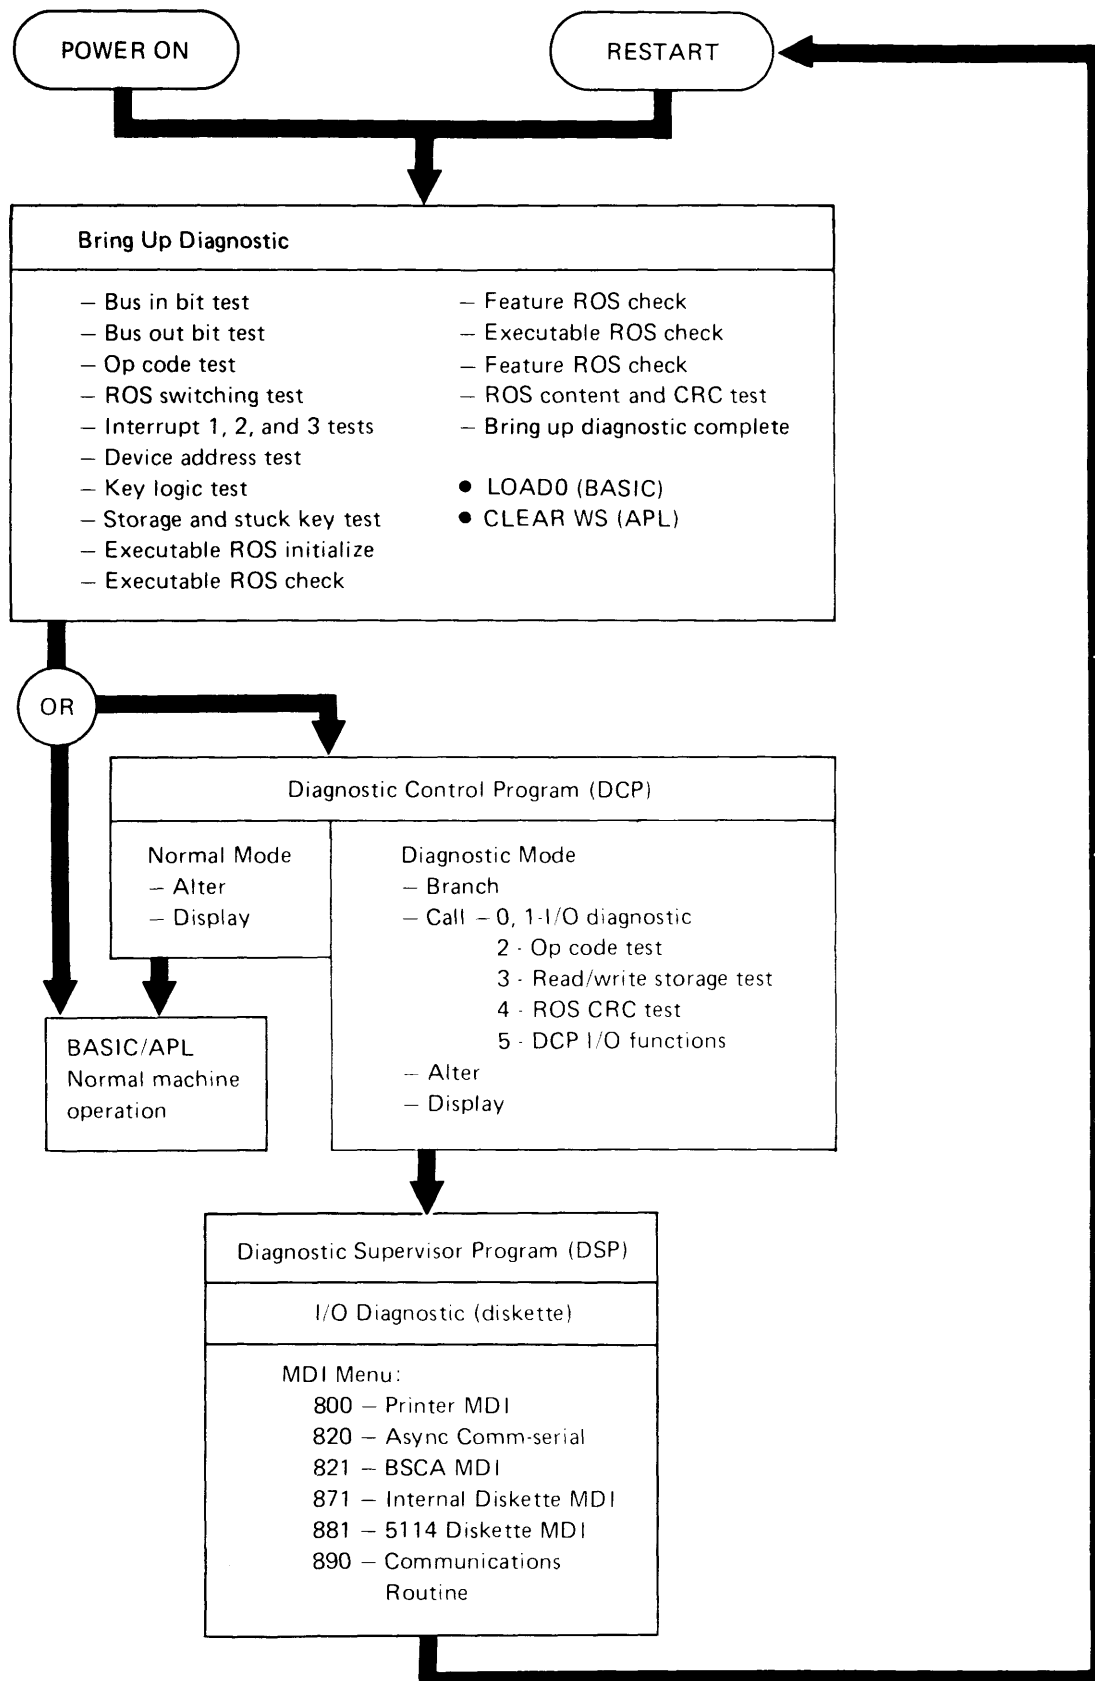 POWER ON
RESTART
Bring Up Diagnostic
– Bus in bit test
– Bus out bit test
– Op code test
– ROS switching test
– Interrupt 1, 2, and 3 tests
– Device address test
– Key logic test
– Storage and stuck key test
– Executable ROS initialize
– Executable ROS check
– Feature ROS check
– Executable ROS check
– Feature ROS check
– ROS content and CRC test
– Bring up diagnostic complete
● LOAD0 (BASIC)
● CLEAR WS (APL)
OR
Diagnostic Control Program (DCP)
Normal Mode
– Alter
– Display
Diagnostic Mode
– Branch
– Call – 0, 1-I/O diagnostic
2 - Op code test
3 - Read/write storage test
4 - ROS CRC test
5 - DCP I/O functions
– Alter
– Display
BASIC/APL
Normal machine
operation
Diagnostic Supervisor Program (DSP)
I/O Diagnostic (diskette)
MDI Menu:
800 – Printer MDI
820 – Async Comm-serial
821 – BSCA MDI
871 – Internal Diskette MDI
881 – 5114 Diskette MDI
890 – Communications
Routine